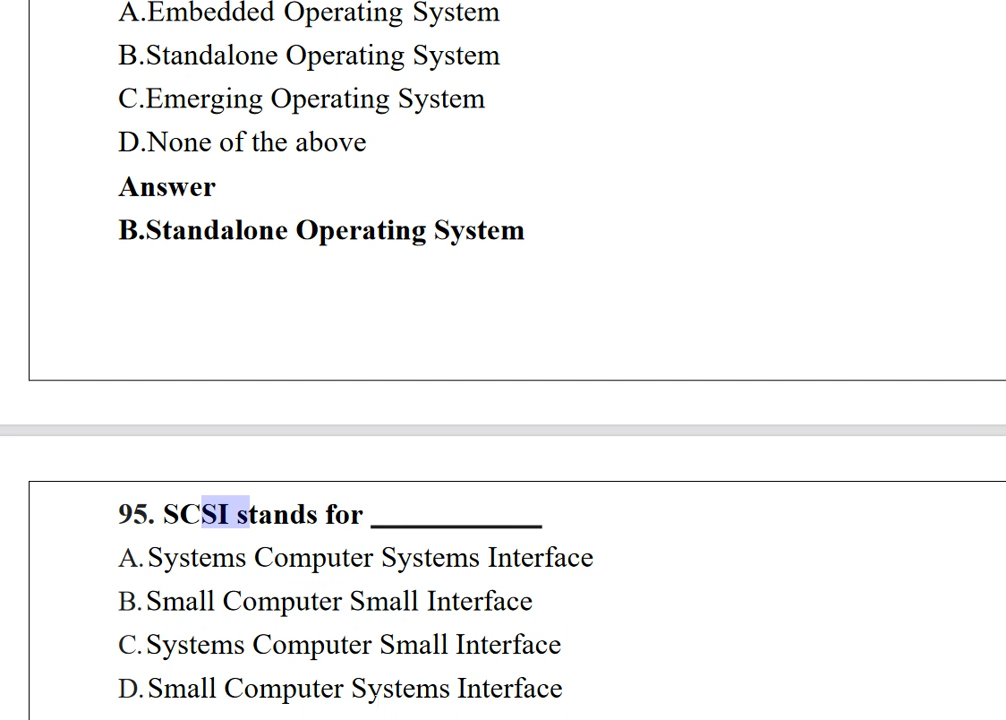 A.Embedded Operating System
B.Standalone Operating System
C.Emerging Operating System
D.None of the above
Answer
B.Standalone Operating System
95. SCSI stands for ____________
A.Systems Computer Systems Interface
B.Small Computer Small Interface
C.Systems Computer Small Interface
D.Small Computer Systems Interface